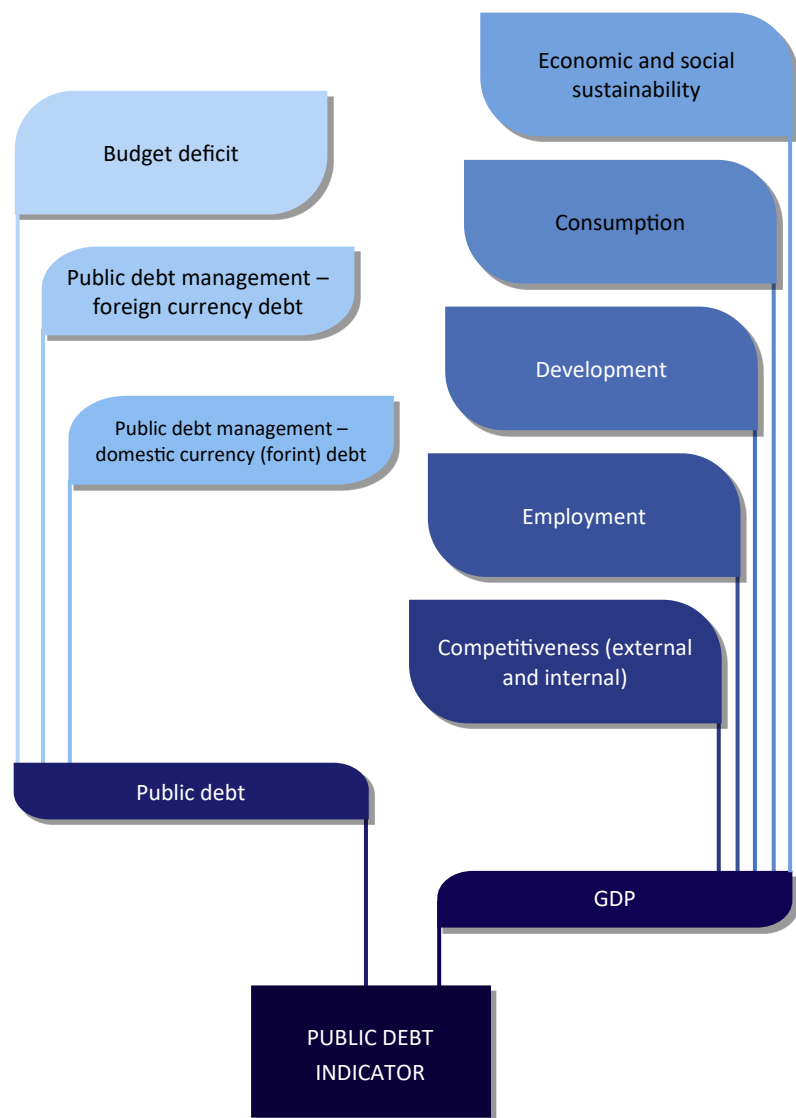 Economic and social
sustainability
Budget deficit
Consumption
Public debt management –
foreign currency debt
Development
Public debt management –
domestic currency (forint) debt
Employment
Competitiveness (external
and internal)
Public debt
GDP
PUBLIC DEBT
INDICATOR